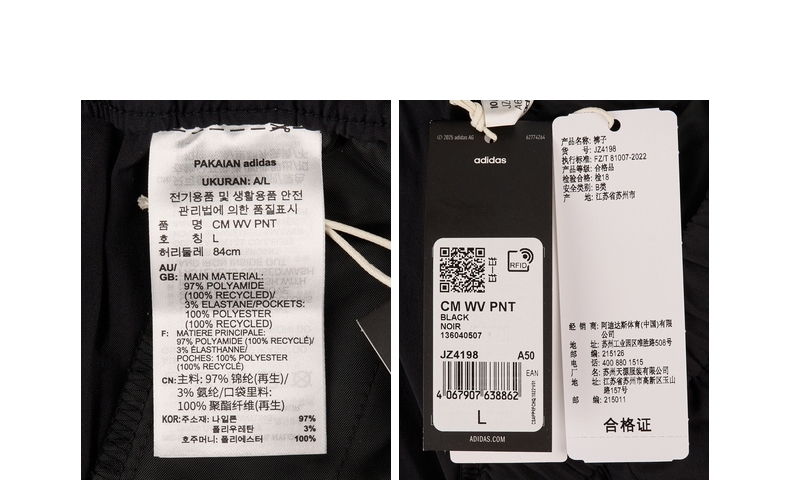 PAKAIAN adidas
UKURAN: A/L
전기용품 및 생활용품 안전
관리법에 의한 품질표시
품 명 CM WV PNT
호 칭 L
허리둘레 84cm
AU/
GB: MAIN MATERIAL:
97% POLYAMIDE
(100% RECYCLED)/
3% ELASTANE/POCKETS:
100% POLYESTER
(100% RECYCLED)
F: MATIERE PRINCIPALE:
97% POLYAMIDE (100% RECYCLÉ)/
3% ÉLASTHANNE/
POCHES: 100% POLYESTER
(100% RECYCLÉ)
CN: 主料: 97% 锦纶(再生)/
3% 氨纶/口袋里料:
100% 聚酯纤维(再生)
KOR: 주소재: 나일론 97%
폴리우레탄 3%
호주머니: 폴리에스터 100%
© 2025 adidas AG 62774264
adidas
RFID
CM WV PNT
BLACK
NOIR
136040507
JZ4198 A50
EAN
4 067907 638862
L
ADIDAS.COM
产品名称: 裤子
货 号: JZ4198
执行标准: FZ/T 81007-2022
产品等级: 合格品
检验合格: 检18
安全类别: B类
产 地: 江苏省苏州市
经 销 商: 阿迪达斯体育(中国)有限
公司
地 址: 苏州工业园区唯胜路508号
邮 编: 215126
电 话: 400 880 1515
厂 名: 苏州天源服装有限公司
地 址: 江苏省苏州市高新区玉山
路157号
邮 编: 215011
合格证